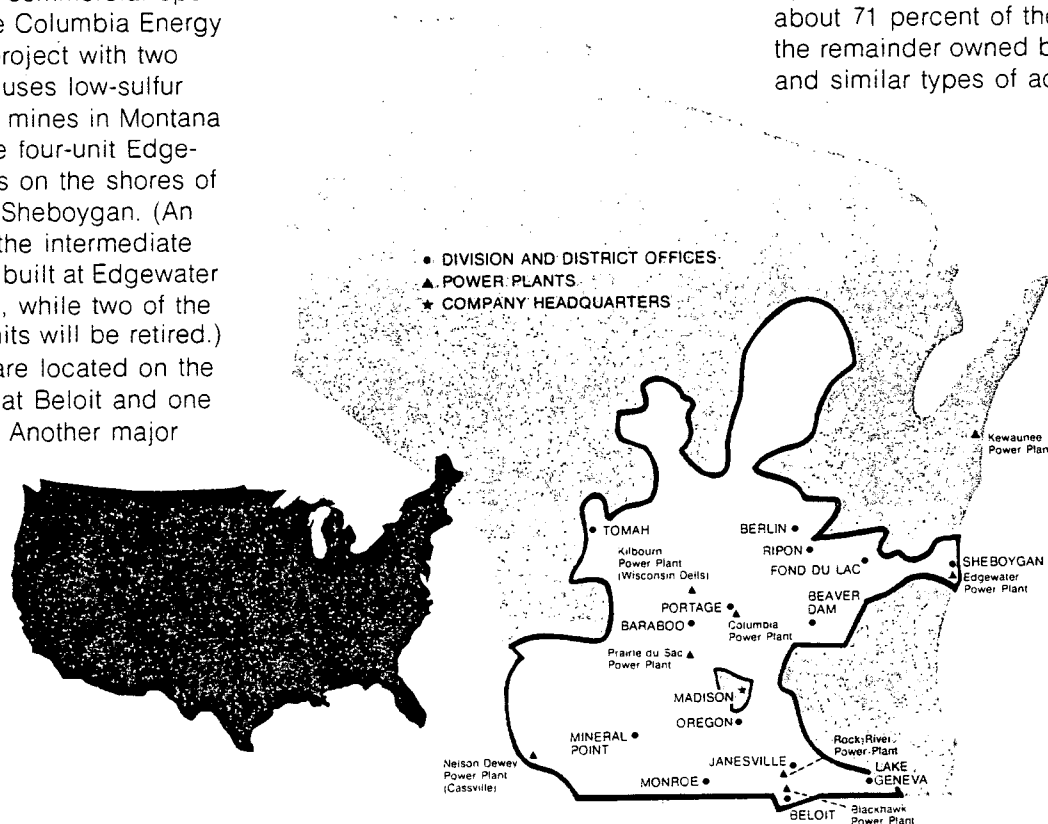 e Columbia Energy
roject with two
uses low-sulfur
mines in Montana
e four-unit Edge-
s on the shores of
Sheboygan. (An
the intermediate
built at Edgewater
, while two of the
its will be retired.)
are located on the
at Beloit and one
Another major
about 71 percent of the
the remainder owned b
and similar types of ac
• DIVISION AND DISTRICT OFFICES
▲ POWER PLANTS
★ COMPANY HEADQUARTERS
Kewaunee
Power Plan
TOMAH
BERLIN
Kilbourn
Power Plant
(Wisconsin Dells)
RIPON
FOND DU LAC
SHEBOYGAN
Edgewater
Power Plant
PORTAGE
BEAVER
DAM
BARABOO
Columbia
Power Plant
Prairie du Sac
Power Plant
MADISON
OREGON
MINERAL
POINT
Rock River
Power Plant
Nelson Dewey
Power Plant
(Cassville)
JANESVILLE
LAKE
GENEVA
MONROE
BELOIT
Blackhawk
Power Plant